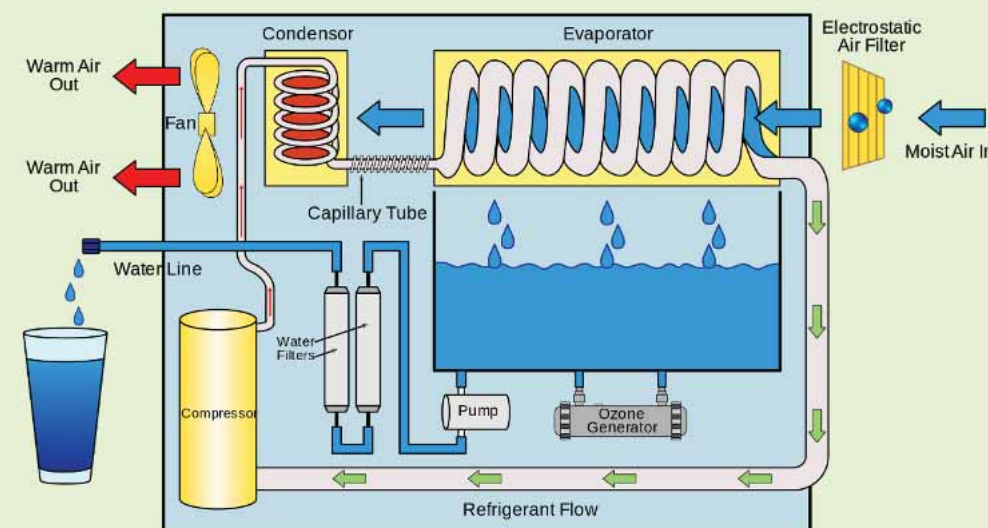 Condensor
Evaporator
Electrostatic
Air Filter
Warm Air
Out
Fan
Moist Air In
Warm Air
Out
Capillary Tube
Water Line
Water
Filters
Compressor
Pump
Ozone
Generator
Refrigerant Flow